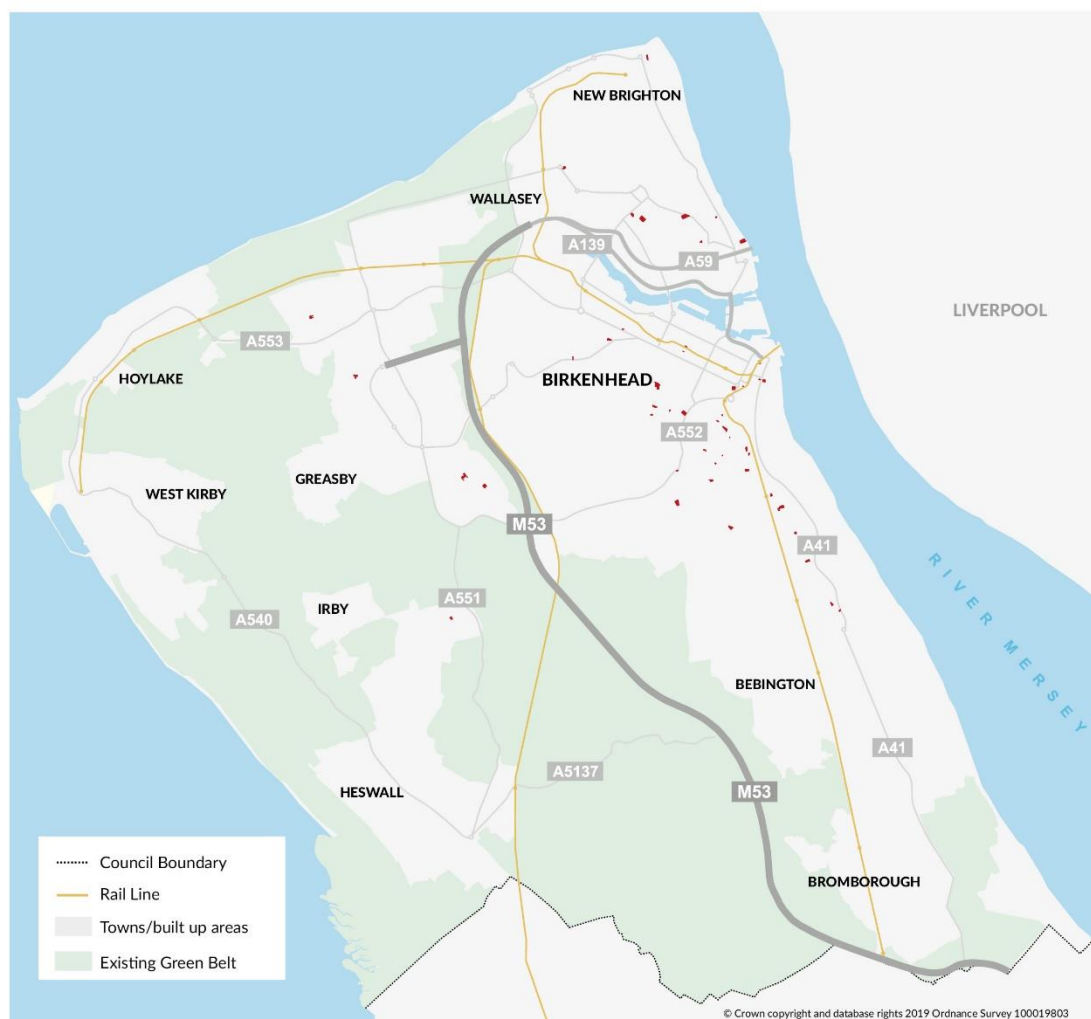 NEW BRIGHTON
WALLASEY
A139
A59
LIVERPOOL
A553
HOYLAKE
BIRKENHEAD
A552
WEST KIRBY
GREASBY
M53
A41
A540
IRBY
A551
RIVER MERSEY
BEBINGTON
A41
A5137
M53
HESWALL
BROMBOROUGH
Council Boundary
Rail Line
Towns/built up areas
Existing Green Belt
© Crown copyright and database rights 2019 Ordnance Survey 100019803